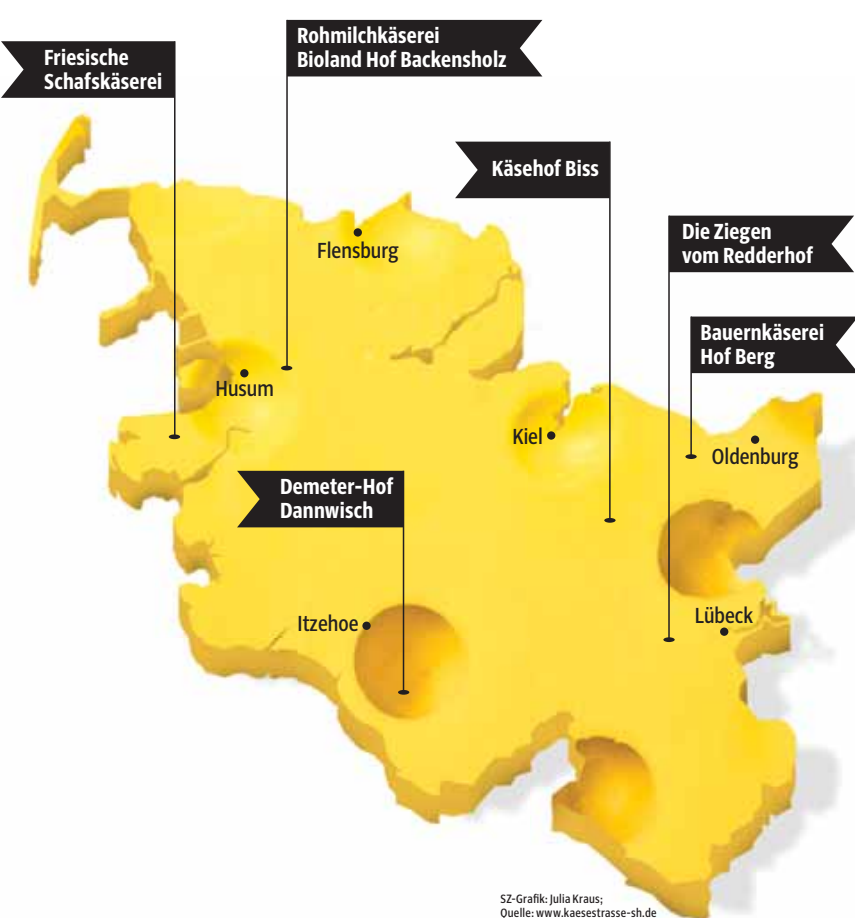 Rohmilchkäserei
Bioland Hof Backensholz
Friesische
Schafskäserei
Käsehof Biss
Die Ziegen
vom Redderhof
Flensburg
Bauernkäserei
Hof Berg
Husum
Kiel
Oldenburg
Demeter-Hof
Dannwisch
Itzehoe
Lübeck
SZ-Grafik: Julia Kraus;
Quelle: www.kaesestrasse-sh.de